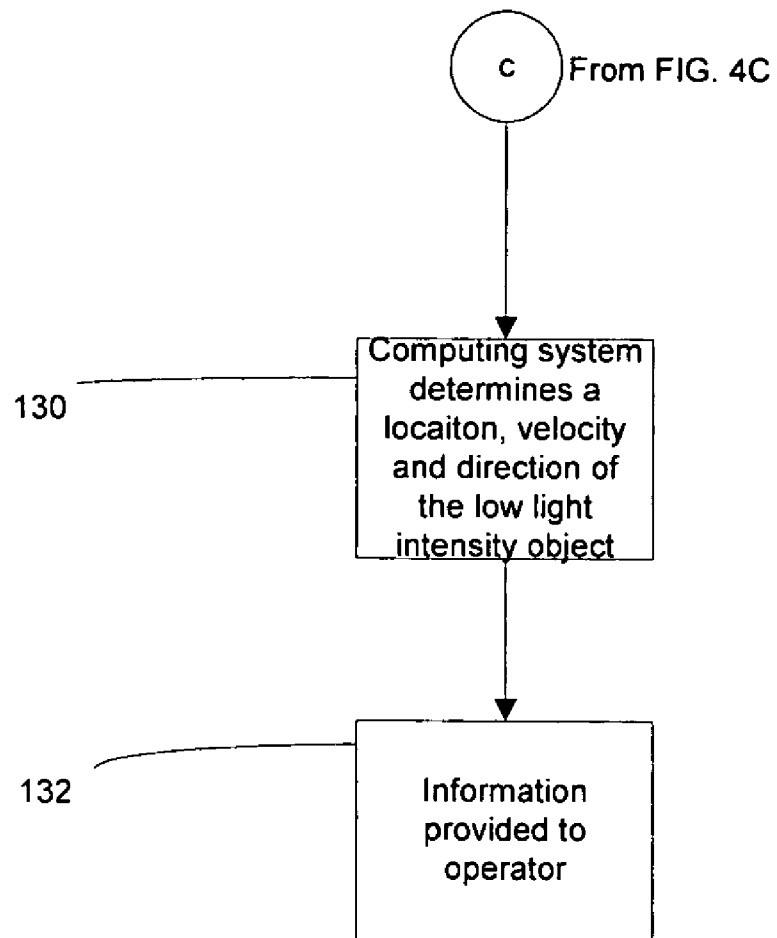 C
From FIG. 4C
130
Computing system
determines a
locaiton, velocity
and direction of
the low light
intensity object
132
Information
provided to
operator